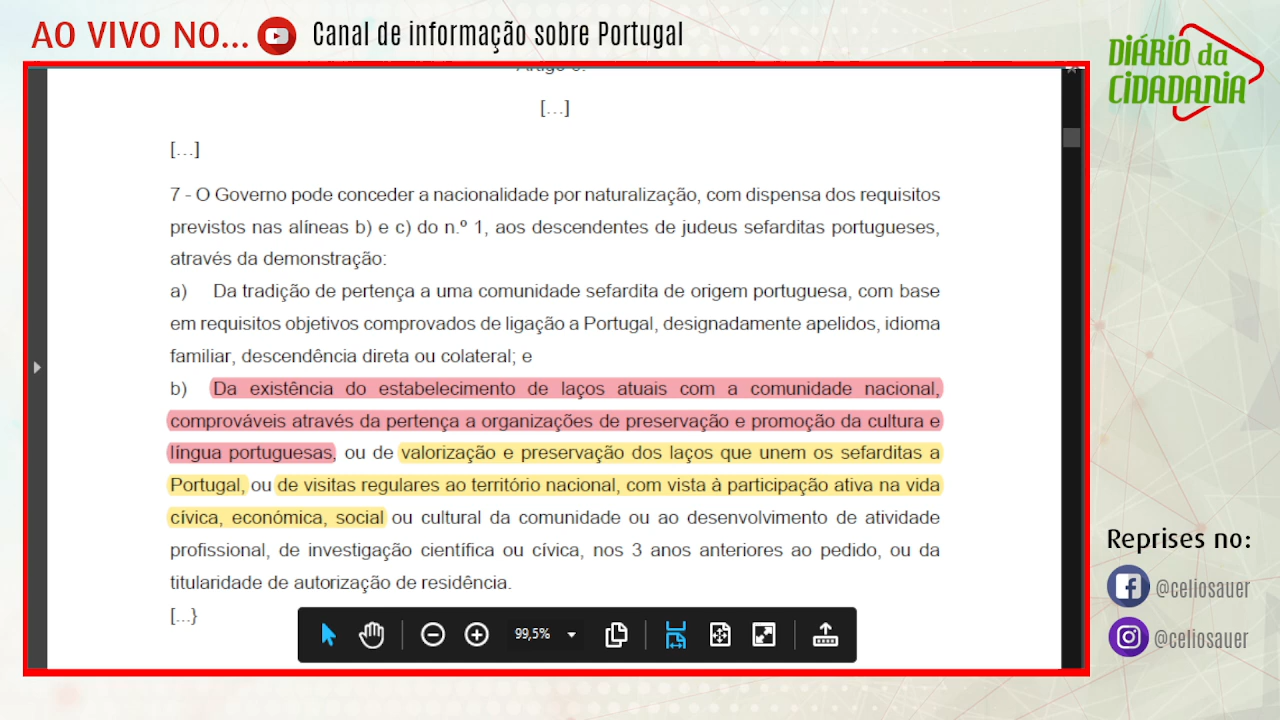 AO VIVO NO...
Canal de informação sobre Portugal
DIÁRIO da
CIDADANIA
[...]
[...]
7 - O Governo pode conceder a nacionalidade por naturalização, com dispensa dos requisitos
previstos nas alíneas b) e c) do n.º 1, aos descendentes de judeus sefarditas portugueses,
através da demonstração:
a) Da tradição de pertença a uma comunidade sefardita de origem portuguesa, com base
em requisitos objetivos comprovados de ligação a Portugal, designadamente apelidos, idioma
familiar, descendência direta ou colateral; e
b) Da existência do estabelecimento de laços atuais com a comunidade nacional,
comprováveis através da pertença a organizações de preservação e promoção da cultura e
língua portuguesas, ou de valorização e preservação dos laços que unem os sefarditas a
Portugal, ou de visitas regulares ao território nacional, com vista à participação ativa na vida
cívica, económica, social ou cultural da comunidade ou ao desenvolvimento de atividade
profissional, de investigação científica ou cívica, nos 3 anos anteriores ao pedido, ou da
titularidade de autorização de residência.
[...}
99,5%
Reprises no:
@celiosauer
@celiosauer